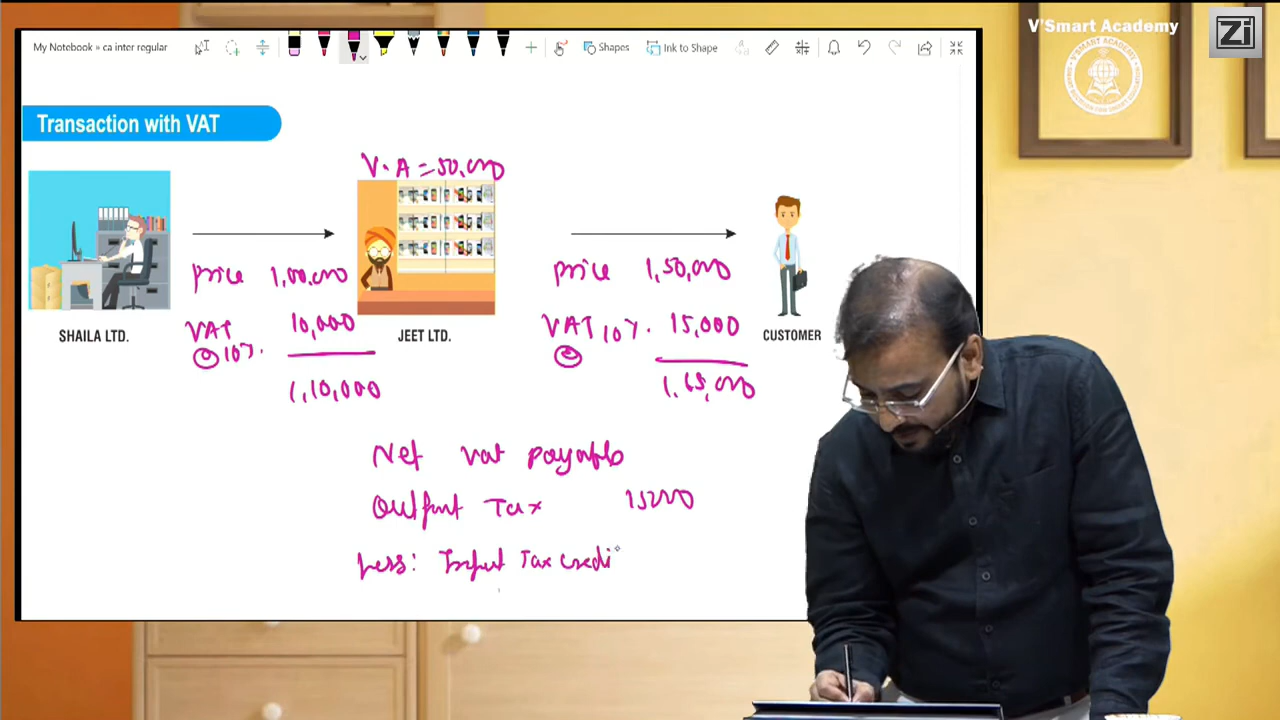 V'Smart Academy
Zi
My Notebook » ca inter regular
Shapes
Ink to Shape
Transaction with VAT
V.A = 50,000
price 1,00,000
VAT @ 10%. 10,000
1,10,000
price 1,50,000
VAT 10%. 15,000
1,65,000
SHAILA LTD.
JEET LTD.
CUSTOMER
Net vat payable
Output Tax 15000
Less: Input Tax credi